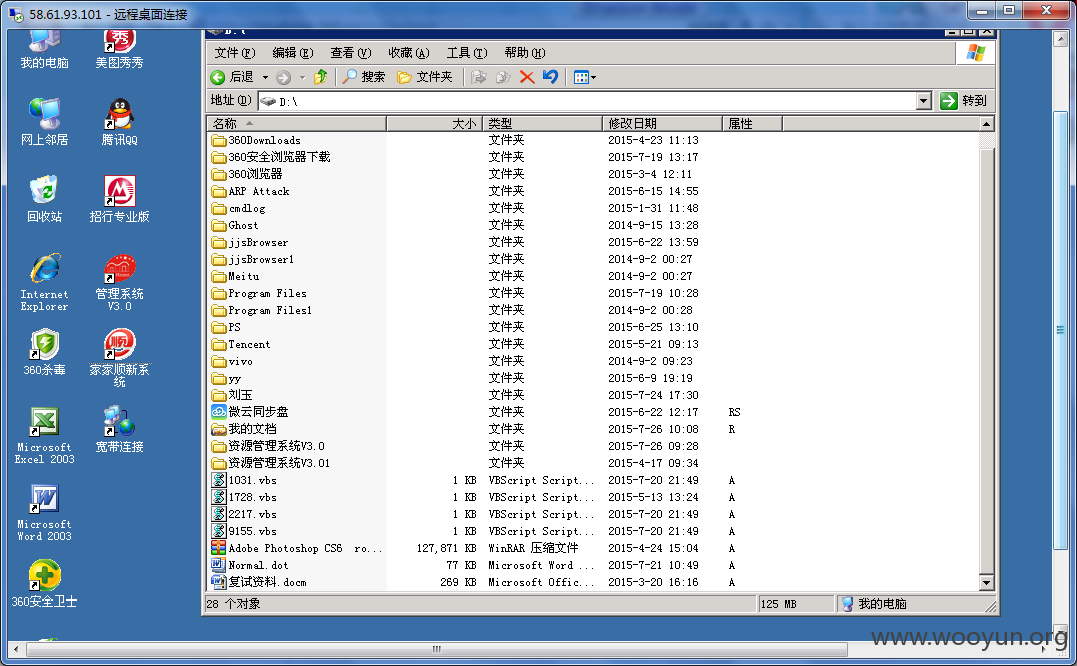 58.61.93.101 - 远程桌面连接
D:\
文件(F) 编辑(E) 查看(V) 收藏(A) 工具(T) 帮助(H)
后退 搜索 文件夹
地址(D) D:\ 转到
名称 大小 类型 修改日期 属性
360Downloads 文件夹 2015-4-23 11:13
360安全浏览器下载 文件夹 2015-7-19 13:17
360浏览器 文件夹 2015-3-4 12:11
ARP Attack 文件夹 2015-6-15 14:55
cmdlog 文件夹 2015-1-31 11:48
Ghost 文件夹 2014-9-15 13:28
jjsBrowser 文件夹 2015-6-22 13:59
jjsBrowser1 文件夹 2014-9-2 00:27
Meitu 文件夹 2014-9-2 00:27
Program Files 文件夹 2015-7-19 10:28
Program Files1 文件夹 2014-9-2 00:28
PS 文件夹 2015-6-25 13:10
Tencent 文件夹 2015-5-21 09:13
vivo 文件夹 2014-9-2 09:23
yy 文件夹 2015-6-9 19:19
刘玉 文件夹 2015-7-24 17:30
微云同步盘 文件夹 2015-6-22 12:17 RS
我的文档 文件夹 2015-7-26 10:08 R
资源管理系统V3.0 文件夹 2015-7-26 09:28
资源管理系统V3.01 文件夹 2015-4-17 09:34
1031.vbs 1 KB VBScript Script... 2015-7-20 21:49 A
1728.vbs 1 KB VBScript Script... 2015-5-13 13:24 A
2217.vbs 1 KB VBScript Script... 2015-7-20 21:49 A
9155.vbs 1 KB VBScript Script... 2015-7-20 21:49 A
Adobe Photoshop CS6 ro... 127,871 KB WinRAR 压缩文件 2015-4-24 15:04 A
Normal.dot 77 KB Microsoft Word ... 2015-7-21 10:49 A
复试资料.docm 269 KB Microsoft Offic... 2015-3-20 16:16 A
28 个对象 125 MB 我的电脑
我的电脑 美图秀秀
网上邻居 腾讯QQ
回收站 招行专业版
Internet Explorer
管理系统 V3.0
360杀毒
家家顺新系统
Microsoft Excel 2003
宽带连接
Microsoft Word 2003
360安全卫士
www.wooyun.org